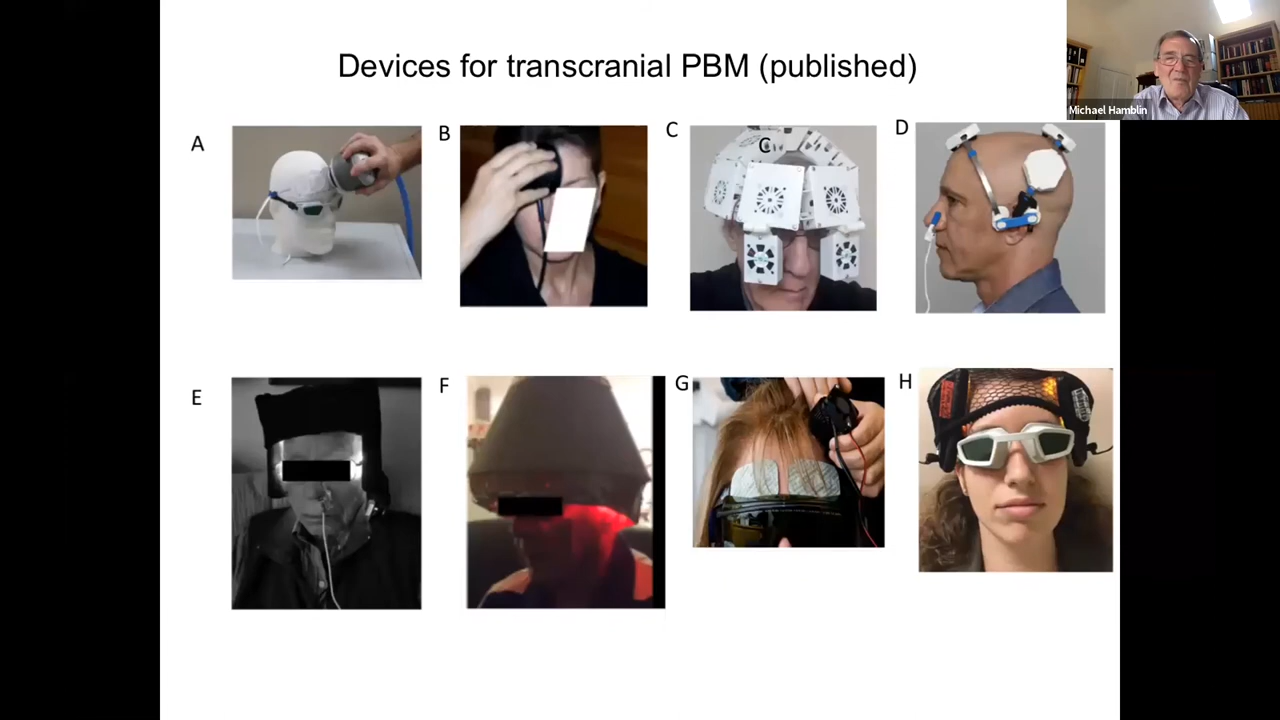 Devices for transcranial PBM (published)
Michael Hamblin
A
B
C
C
D
E
F
G
H